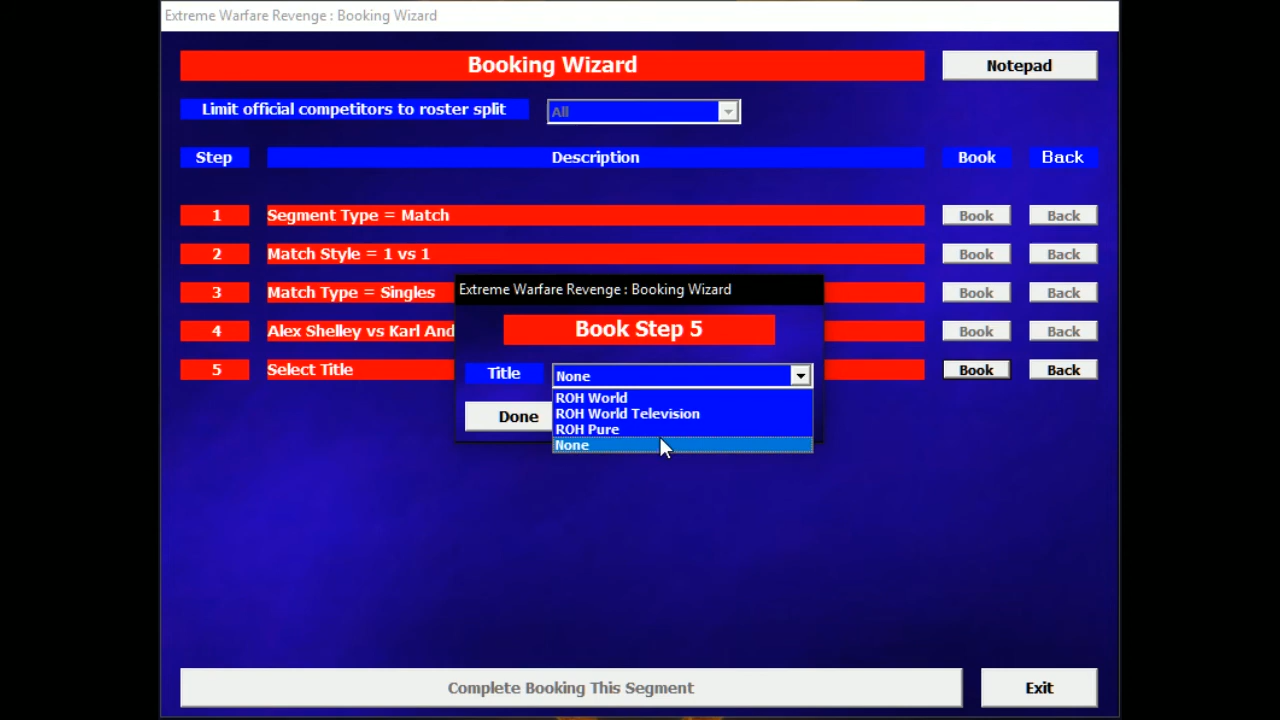 Extreme Warfare Revenge : Booking Wizard
Booking Wizard
Notepad
Limit official competitors to roster split
All
Step
Description
Book
Back
1
Segment Type = Match
Book
Back
2
Match Style = 1 vs 1
Book
Back
3
Match Type = Singles
Book
Back
4
Alex Shelley vs Karl And
Book
Back
5
Select Title
Book
Back
Extreme Warfare Revenge : Booking Wizard
Book Step 5
Title
None
Done
ROH World
ROH World Television
ROH Pure
None
Complete Booking This Segment
Exit